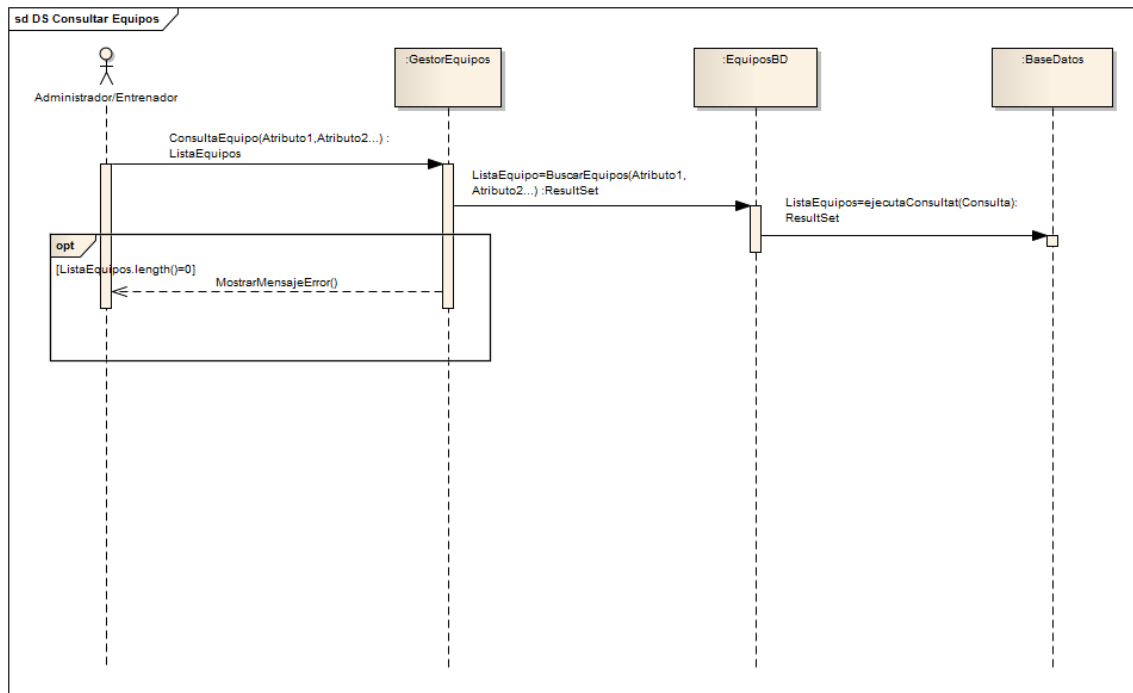 sd DS Consultar Equipos
Administrador/Entrenador
:GestorEquipos
:EquiposBD
:BaseDatos
ConsultaEquipo(Atributo1,Atributo2...) :
ListaEquipos
ListaEquipo=BuscarEquipos(Atributo1,
Atributo2...) :ResultSet
ListaEquipos=ejecutaConsultat(Consulta):
ResultSet
opt
[ListaEquipos.length()=0]
MostrarMensajeError()